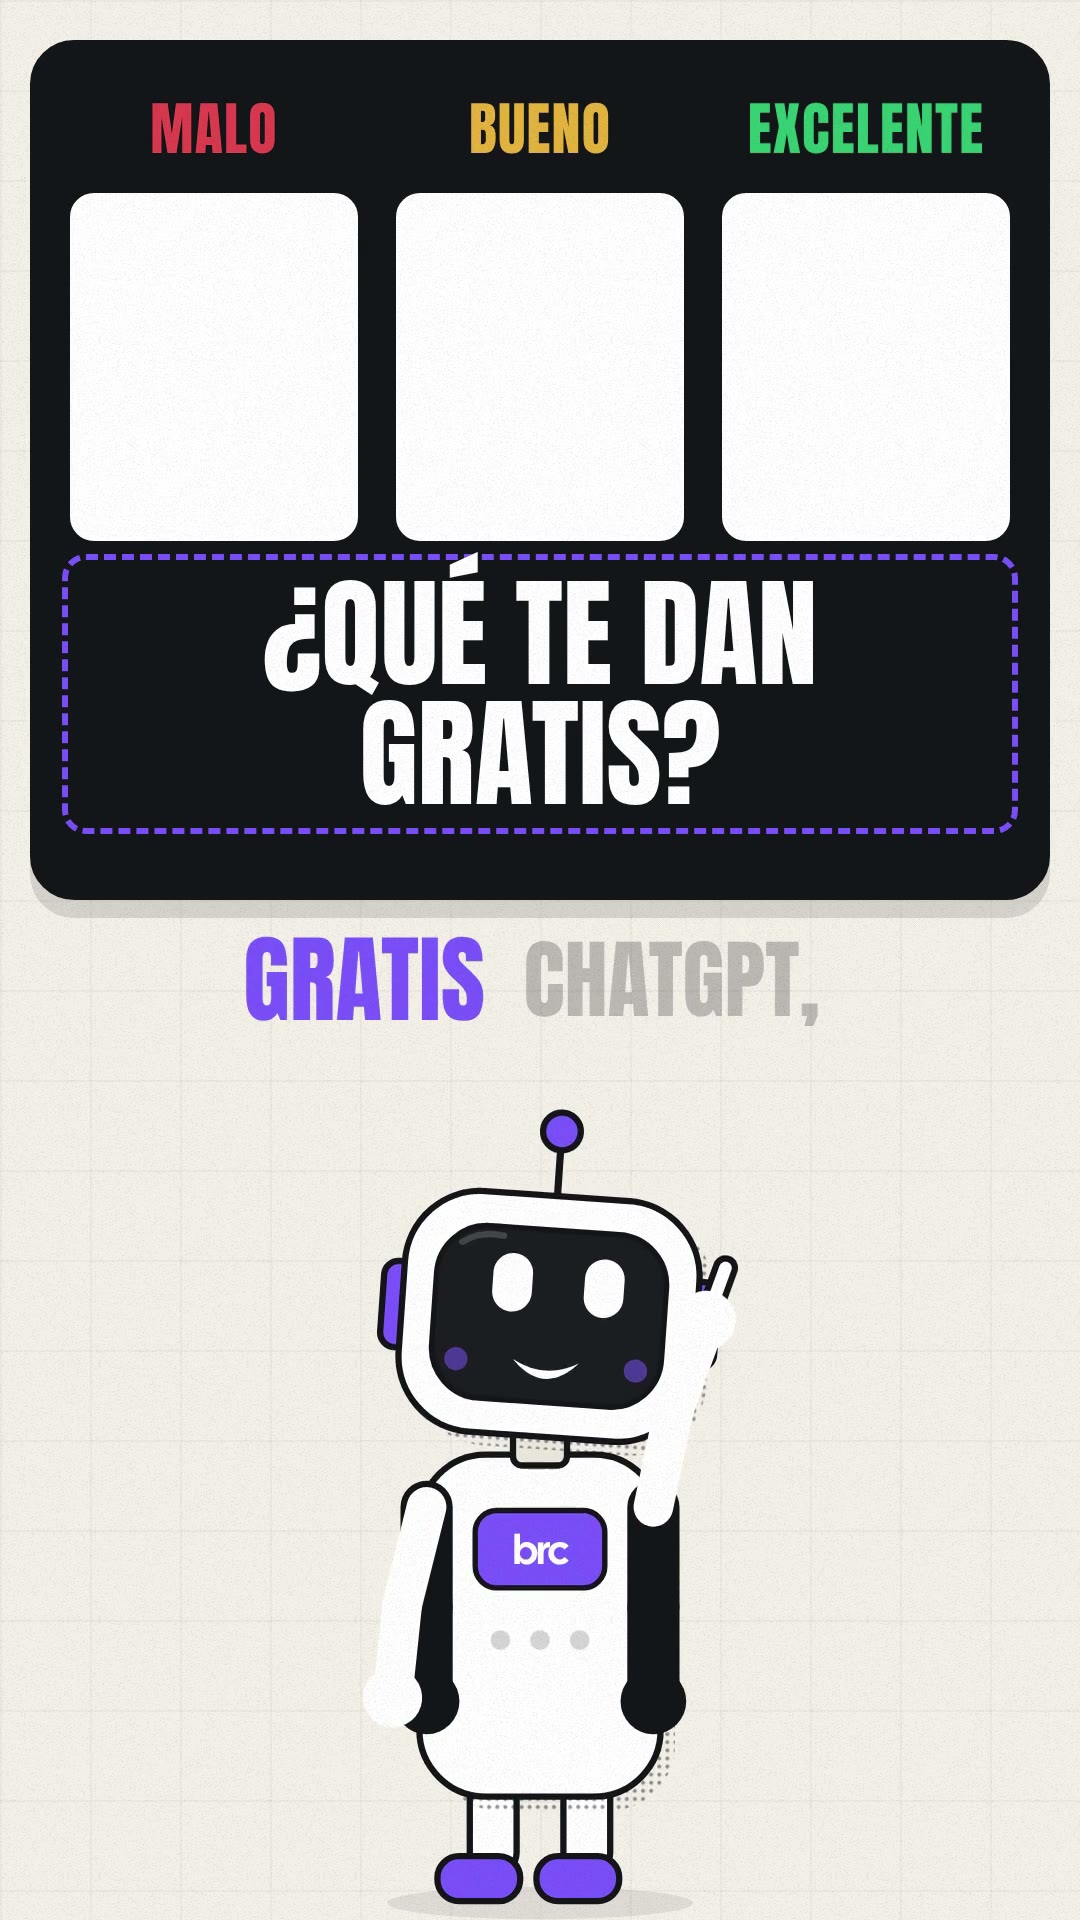 MALO BUENO EXCELENTE
¿QUÉ TE DAN
GRATIS?
GRATIS CHATGPT,
brc